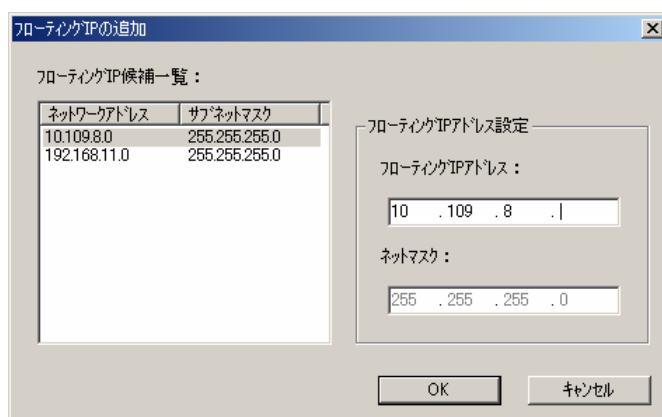 フローティングIPの追加
フローティングIP候補一覧：
ネットワークアドレス サブネットマスク
10.109.8.0 255.255.255.0
192.168.11.0 255.255.255.0
フローティングIPアドレス設定
フローティングIPアドレス：
10 .109 .8 .
ネットマスク：
255 .255 .255 .0
OK キャンセル